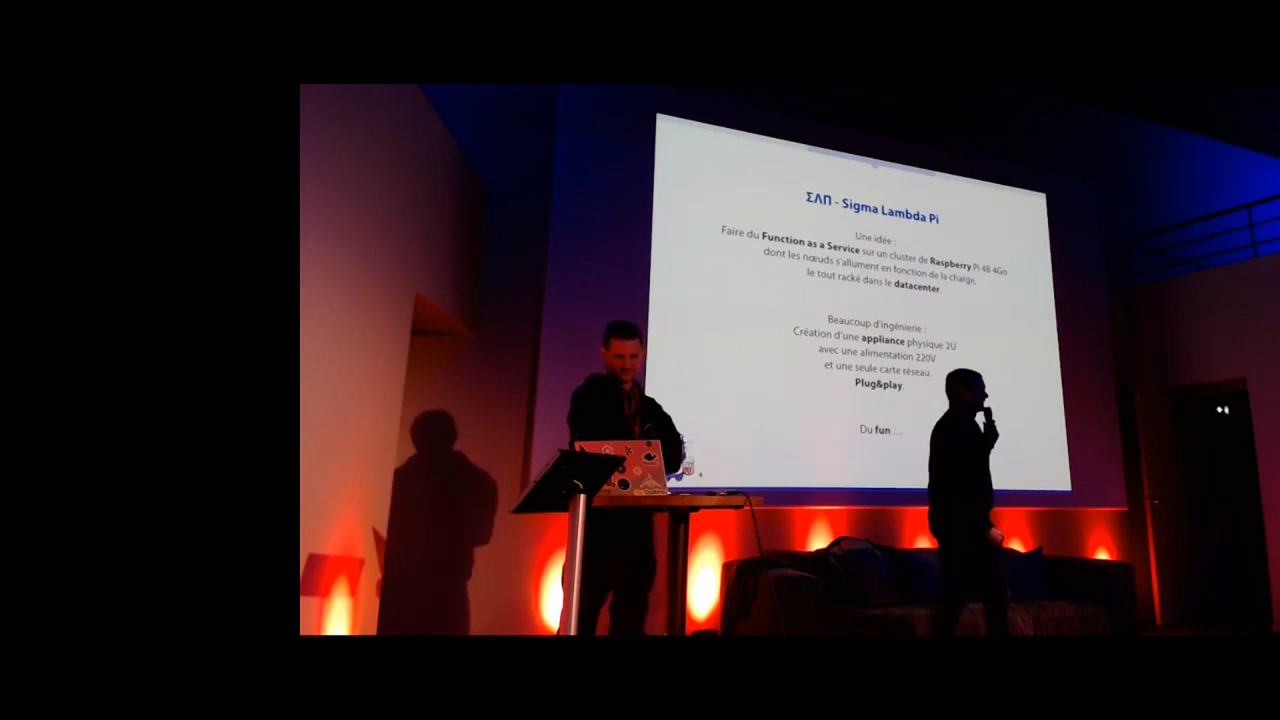 ΣΛΠ - Sigma Lambda Pi
Une idée :
Faire du Function as a Service sur un cluster de Raspberry Pi 4B 4Go
dont les nœuds s'allument en fonction de la charge,
le tout racké dans le datacenter.
Beaucoup d'ingénierie :
Création d'une appliance physique 2U
avec une alimentation 220V
et une seule carte réseau.
Plug&play.
Du fun ...